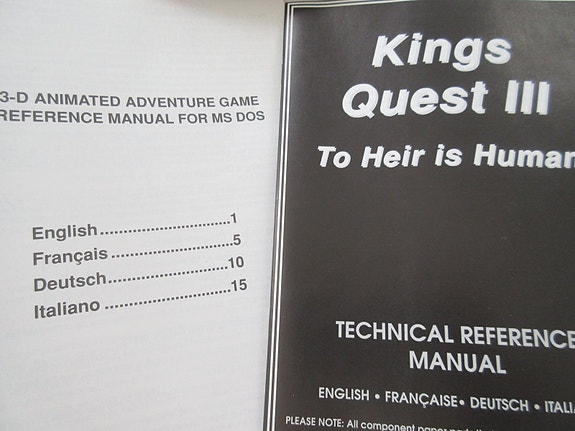 3-D ANIMATED ADVENTURE GAME
REFERENCE MANUAL FOR MS DOS
English..............................1
Français............................5
Deutsch............................10
Italiano.............................15
Kings
Quest III
To Heir is Human
TECHNICAL REFERENCE
MANUAL
ENGLISH • FRANÇAISE • DEUTSCH • ITALI
PLEASE NOTE: All component paper